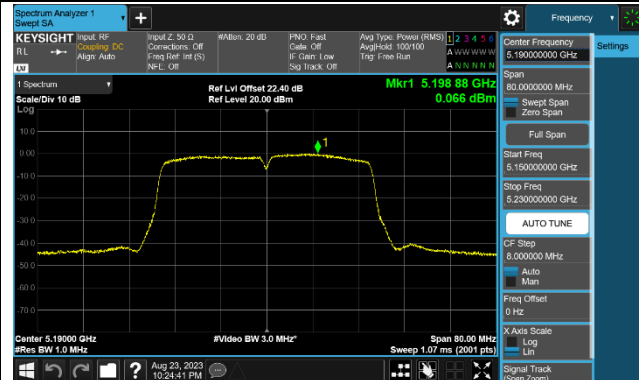 Spectrum Analyzer 1
Swept SA
Frequency
KEYSIGHT
RL
LXI
Input: RF
Coupling: DC
Align: Auto
Input Z: 50 Ω
Corrections: Off
Freq Ref: Int (S)
NFE: Off
#Atten: 20 dB
PNO: Fast
Gate: Off
IF Gain: Low
Sig Track: Off
Avg Type: Power (RMS)
Avg|Hold: 100/100
Trig: Free Run
1 2 3 4 5 6
A W W W W W
A N N N N N
1 Spectrum
Scale/Div 10 dB
Log
Ref Lvl Offset 22.40 dB
Ref Level 20.00 dBm
Mkr1 5.198 88 GHz
0.066 dBm
1
10.0
0.00
-10.0
-20.0
-30.0
-40.0
-50.0
-60.0
-70.0
Center 5.19000 GHz
#Res BW 1.0 MHz
#Video BW 3.0 MHz*
Span 80.00 MHz
Sweep 1.07 ms (2001 pts)
Aug 23, 2023
10:24:41 PM
Settings
Center Frequency
5.190000000 GHz
Span
80.0000000 MHz
Swept Span
Zero Span
Full Span
Start Freq
5.150000000 GHz
Stop Freq
5.230000000 GHz
AUTO TUNE
CF Step
8.000000 MHz
Auto
Man
Freq Offset
0 Hz
X Axis Scale
Log
Lin
Signal Track
(Span Zoom)